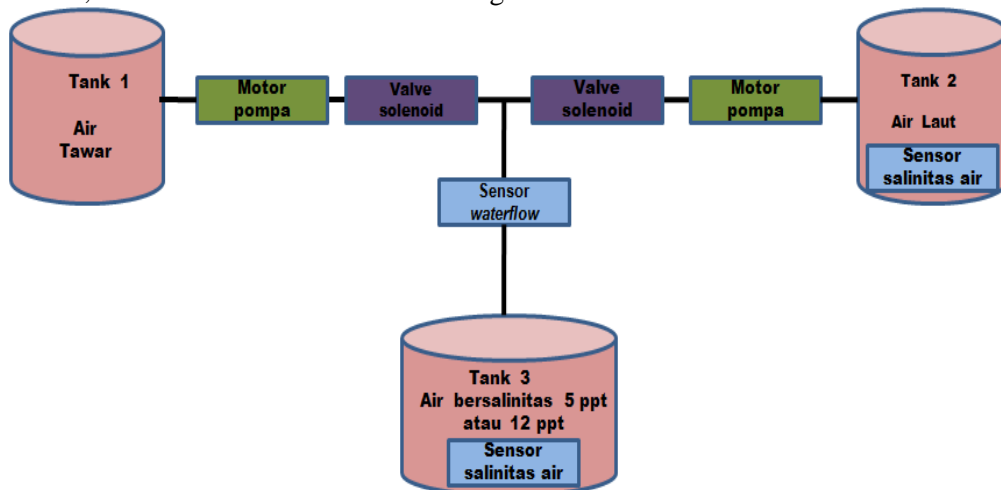 Tank 1
Air
Tawar
Motor
pompa
Valve
solenoid
Valve
solenoid
Motor
pompa
Tank 2
Air Laut
Sensor
salinitas air
Sensor
waterflow
Tank 3
Air bersalinitas 5 ppt
atau 12 ppt
Sensor
salinitas air